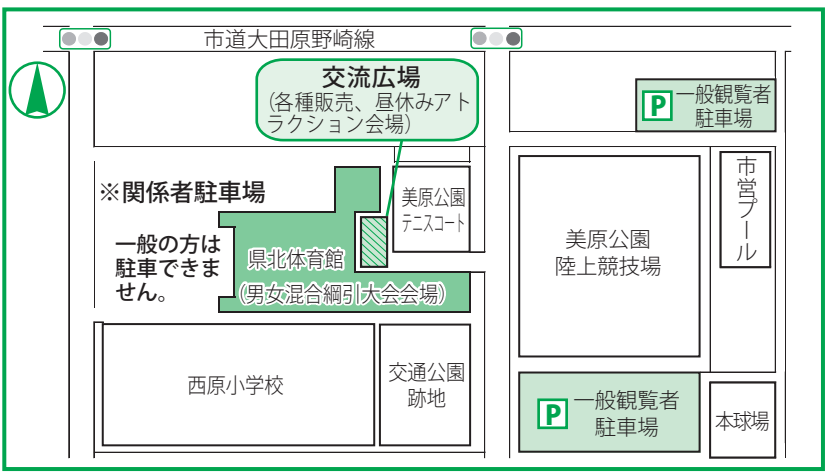 市道大田原野崎線
交流広場
(各種販売、昼休みアト
ラクション会場)
P
一般観覧者
駐車場
※関係者駐車場
一般の方は
駐車できま
せん。
美原公園
テニスコート
県北体育館
(男女混合綱引大会会場)
美原公園
陸上競技場
市営プール
西原小学校
交通公園
跡地
P
一般観覧者
駐車場
本球場